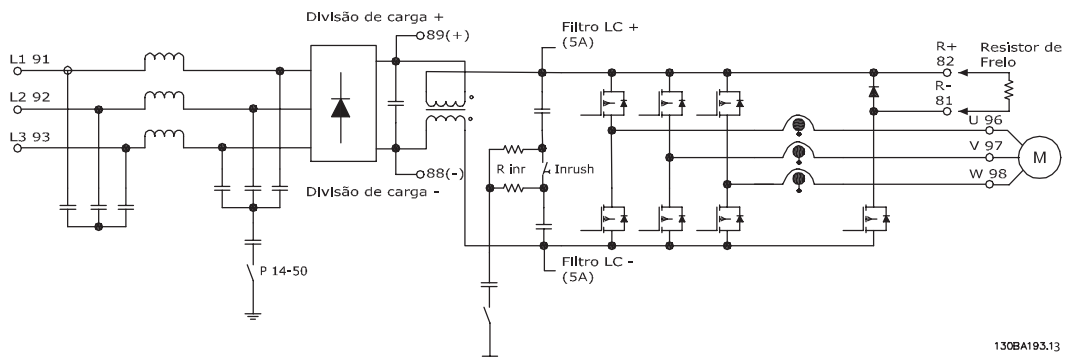 Divisão de carga +
89(+)
Filtro LC +
(5A)
L1 91
L2 92
L3 93
R inr
Inrush
88(-)
Divisão de carga -
P 14-50
Filtro LC -
(5A)
R+
82
Resistor de
Freio
R-
81
U 96
V 97
W 98
M
130BA193.13